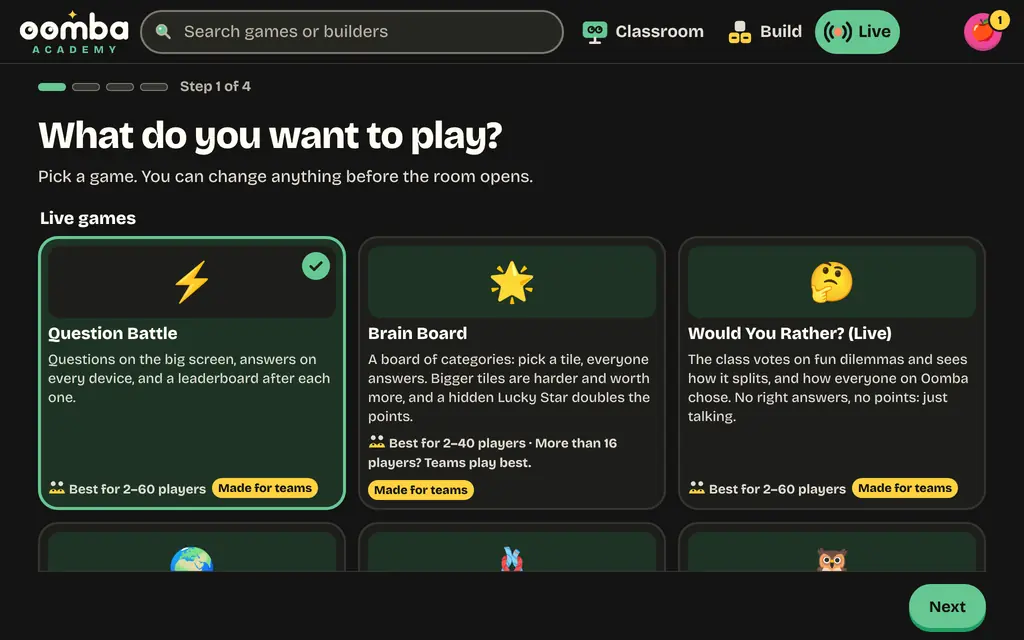 oomba
ACADEMY
Search games or builders
Classroom
Build
Live
1
Step 1 of 4
What do you want to play?
Pick a game. You can change anything before the room opens.
Live games
Question Battle
Questions on the big screen, answers on
every device, and a leaderboard after each
one.
Best for 2–60 players
Made for teams
Brain Board
A board of categories: pick a tile, everyone
answers. Bigger tiles are harder and worth
more, and a hidden Lucky Star doubles the
points.
Best for 2–40 players · More than 16
players? Teams play best.
Made for teams
Would You Rather? (Live)
The class votes on fun dilemmas and sees
how it splits, and how everyone on Oomba
chose. No right answers, no points: just
talking.
Best for 2–60 players
Made for teams
Next